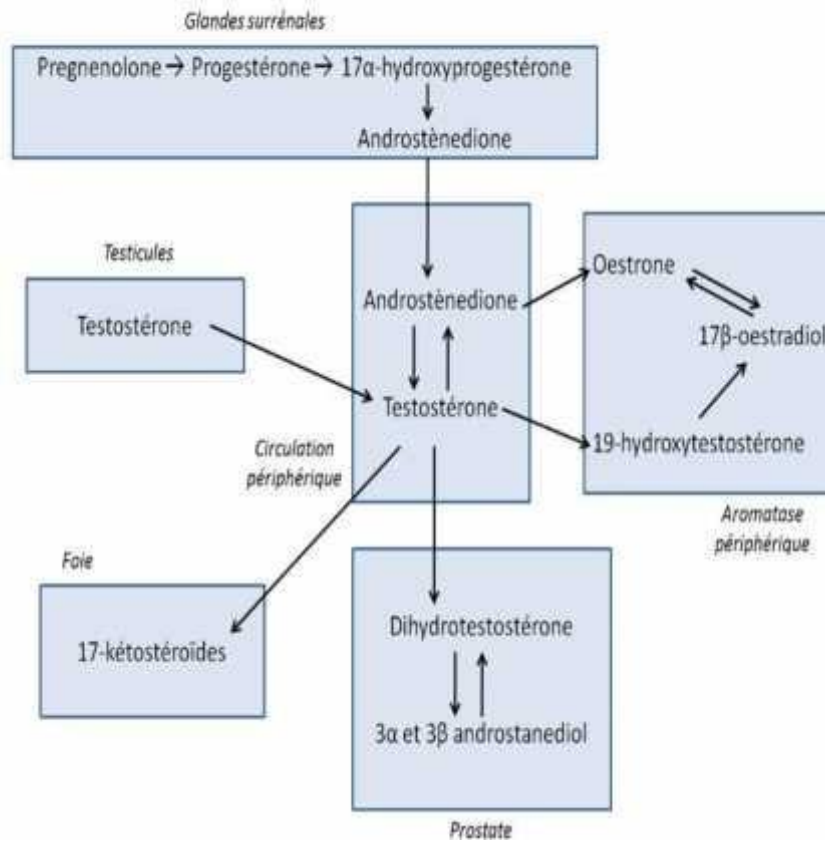 Glandes surrénales
Pregnenolone → Progestérone → 17α-hydroxyprogestérone
Androstènedione
Testicules
Testostérone
Androstènedione
Testostérone
Circulation
périphérique
Oestrone
17β-oestradiol
19-hydroxytestostérone
Aromatase
périphérique
Foie
17-kétostéroïdes
Dihydrotestostérone
3α et 3β androstanediol
Prostate